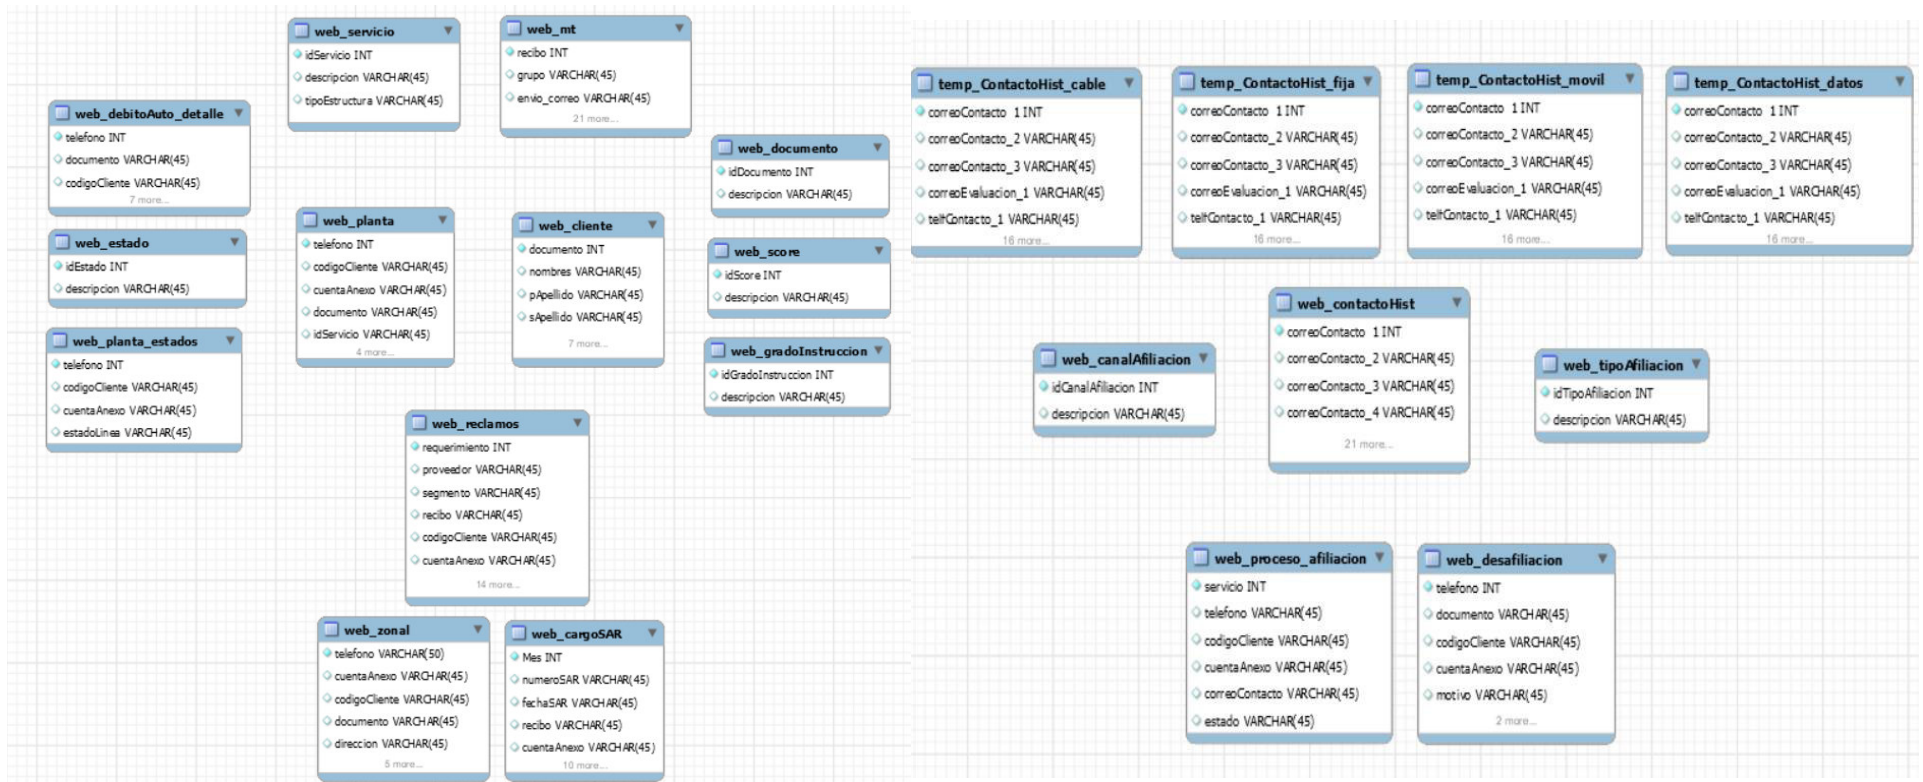 web_servicio
idServicio INT
descripcion VARCHAR(45)
tipoEstructura VARCHAR(45)
web_mt
recibo INT
grupo VARCHAR(45)
envio_correo VARCHAR(45)
21 more...
web_debitoAuto_detalle
telefono INT
documento VARCHAR(45)
codigoCliente VARCHAR(45)
7 more...
web_documento
idDocumento INT
descripcion VARCHAR(45)
web_estado
idEstado INT
descripcion VARCHAR(45)
web_planta
telefono INT
codigoCliente VARCHAR(45)
cuentaAnexo VARCHAR(45)
documento VARCHAR(45)
idServicio VARCHAR(45)
4 more...
web_cliente
documento INT
nombres VARCHAR(45)
pApellido VARCHAR(45)
sApellido VARCHAR(45)
7 more...
web_score
idScore INT
descripcion VARCHAR(45)
web_planta_estados
telefono INT
codigoCliente VARCHAR(45)
cuentaAnexo VARCHAR(45)
estadoLinea VARCHAR(45)
web_gradoInstruccion
idGradoInstruccion INT
descripcion VARCHAR(45)
web_reclamos
requerimiento INT
proveedor VARCHAR(45)
segmento VARCHAR(45)
recibo VARCHAR(45)
codigoCliente VARCHAR(45)
cuentaAnexo VARCHAR(45)
14 more...
web_zonal
telefono VARCHAR(50)
cuentaAnexo VARCHAR(45)
codigoCliente VARCHAR(45)
documento VARCHAR(45)
direccion VARCHAR(45)
5 more...
web_cargoSAR
Mes INT
numeroSAR VARCHAR(45)
fechaSAR VARCHAR(45)
recibo VARCHAR(45)
cuentaAnexo VARCHAR(45)
10 more...
temp_ContactoHist_cable
correoContacto_1 INT
correoContacto_2 VARCHAR(45)
correoContacto_3 VARCHAR(45)
correoEvaluacion_1 VARCHAR(45)
telfContacto_1 VARCHAR(45)
16 more...
temp_ContactoHist_fija
correoContacto_1 INT
correoContacto_2 VARCHAR(45)
correoContacto_3 VARCHAR(45)
correoEvaluacion_1 VARCHAR(45)
telfContacto_1 VARCHAR(45)
16 more...
temp_ContactoHist_movil
correoContacto_1 INT
correoContacto_2 VARCHAR(45)
correoContacto_3 VARCHAR(45)
correoEvaluacion_1 VARCHAR(45)
telfContacto_1 VARCHAR(45)
16 more...
temp_ContactoHist_datos
correoContacto_1 INT
correoContacto_2 VARCHAR(45)
correoContacto_3 VARCHAR(45)
correoEvaluacion_1 VARCHAR(45)
telfContacto_1 VARCHAR(45)
16 more...
web_contactoHist
correoContacto_1 INT
correoContacto_2 VARCHAR(45)
correoContacto_3 VARCHAR(45)
correoContacto_4 VARCHAR(45)
21 more...
web_canalAfiliacion
idCanalAfiliacion INT
descripcion VARCHAR(45)
web_tipoAfiliacion
idTipoAfiliacion INT
descripcion VARCHAR(45)
web_proceso_afiliacion
servicio INT
telefono VARCHAR(45)
codigoCliente VARCHAR(45)
cuentaAnexo VARCHAR(45)
correoContacto VARCHAR(45)
estado VARCHAR(45)
web_desafiliacion
telefono INT
documento VARCHAR(45)
codigoCliente VARCHAR(45)
cuentaAnexo VARCHAR(45)
motivo VARCHAR(45)
2 more...